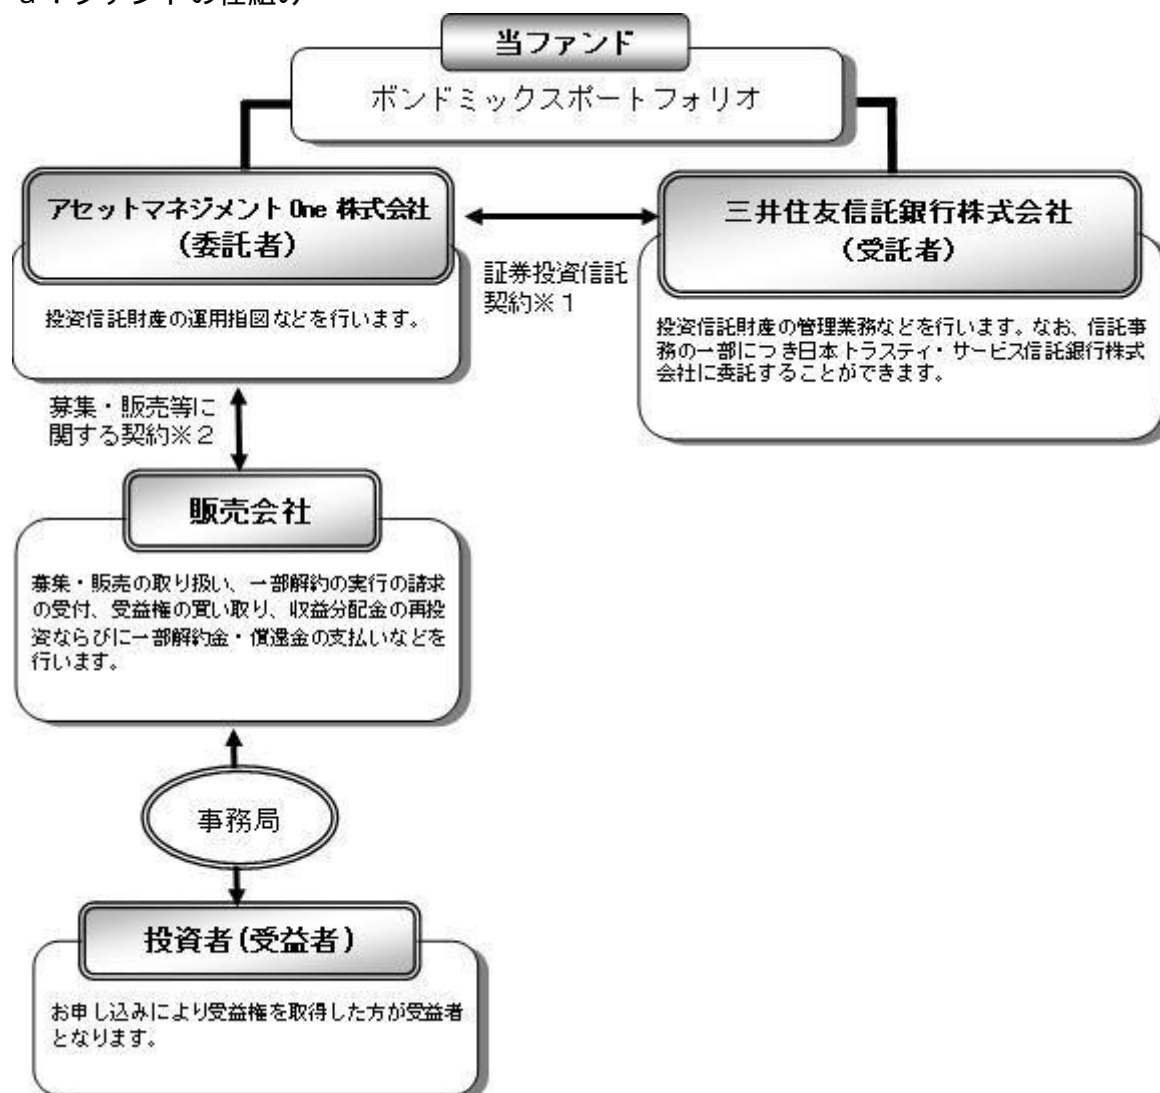 a．ファンドの仕組み
当ファンド
ボンドミックスポートフォリオ
アセットマネジメントOne 株式会社
（委託者）
投資信託財産の運用指図などを行います。
証券投資信託
契約※１
三井住友信託銀行株式会社
（受託者）
投資信託財産の管理業務などを行います。なお、信託事
務の一部につき日本トラスティ・サービス信託銀行株式
会社に委託することができます。
募集・販売等に
関する契約※２
販売会社
募集・販売の取り扱い、一部解約の実行の請求
の受付、受益権の買い取り、収益分配金の再投
資ならびに一部解約金・償還金の支払いなどを
行います。
事務局
投資者（受益者）
お申し込みにより受益権を取得した方が受益者
となります。